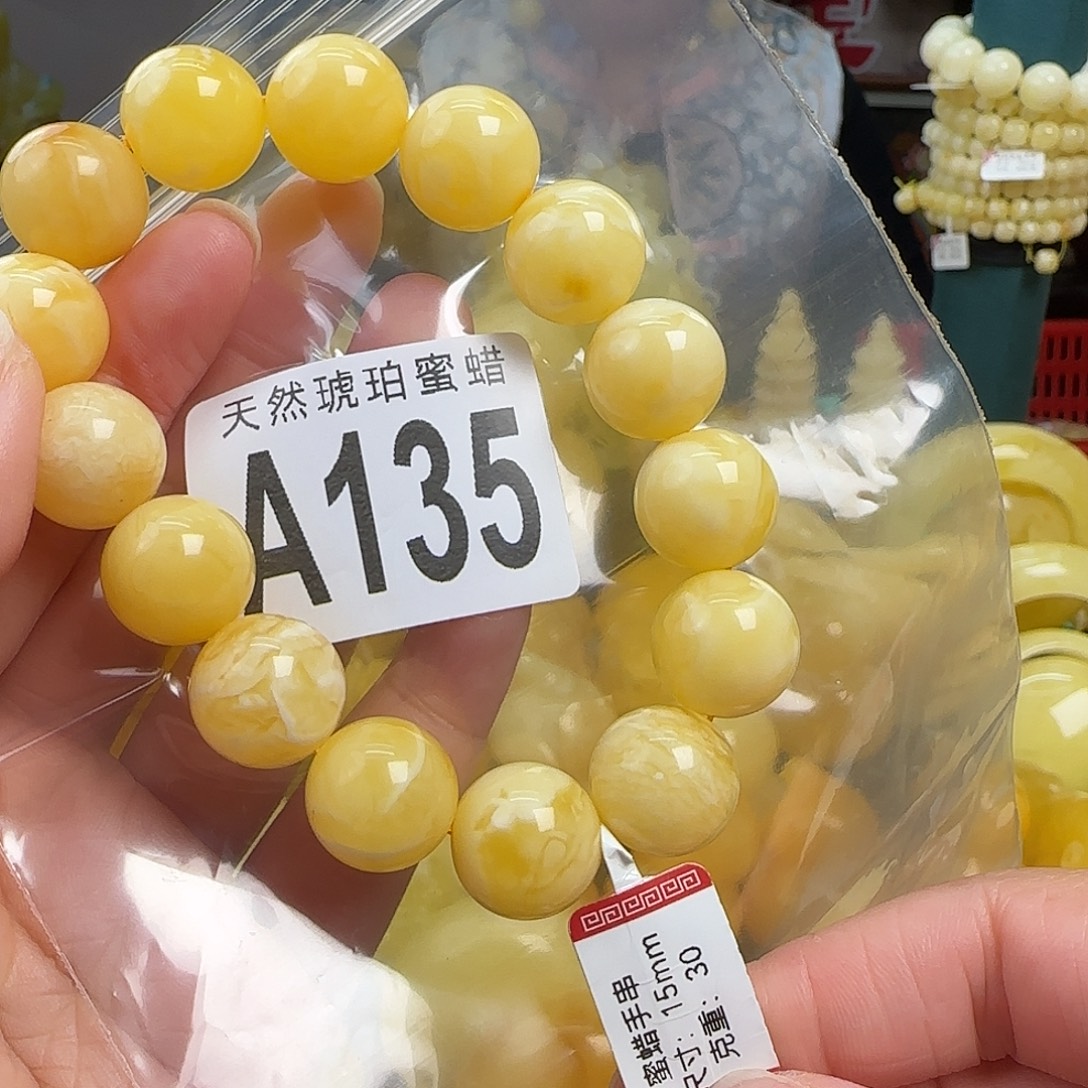 天然琥珀蜜蜡
A135
蜜蜡手串
尺寸: 15mm
克重: 30